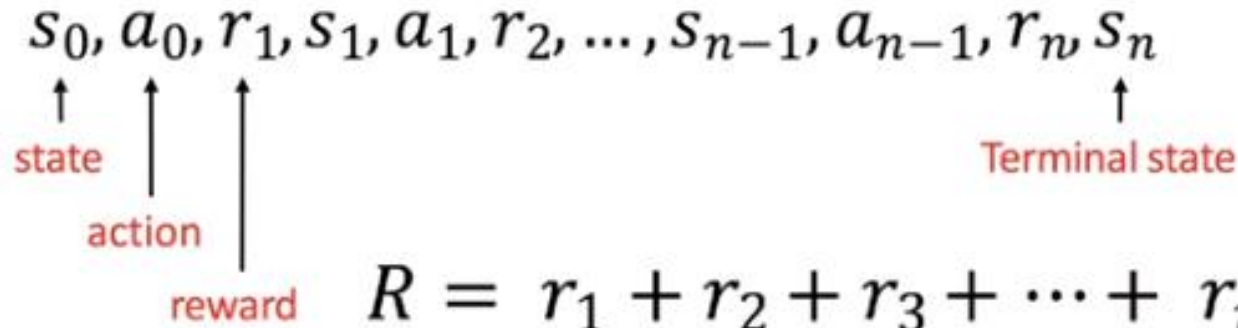 s₀, a₀, r₁, s₁, a₁, r₂, ..., sₙ₋₁, aₙ₋₁, rₙ, sₙ
state
Terminal state
action
reward
R = r₁ + r₂ + r₃ + ⋯ + r